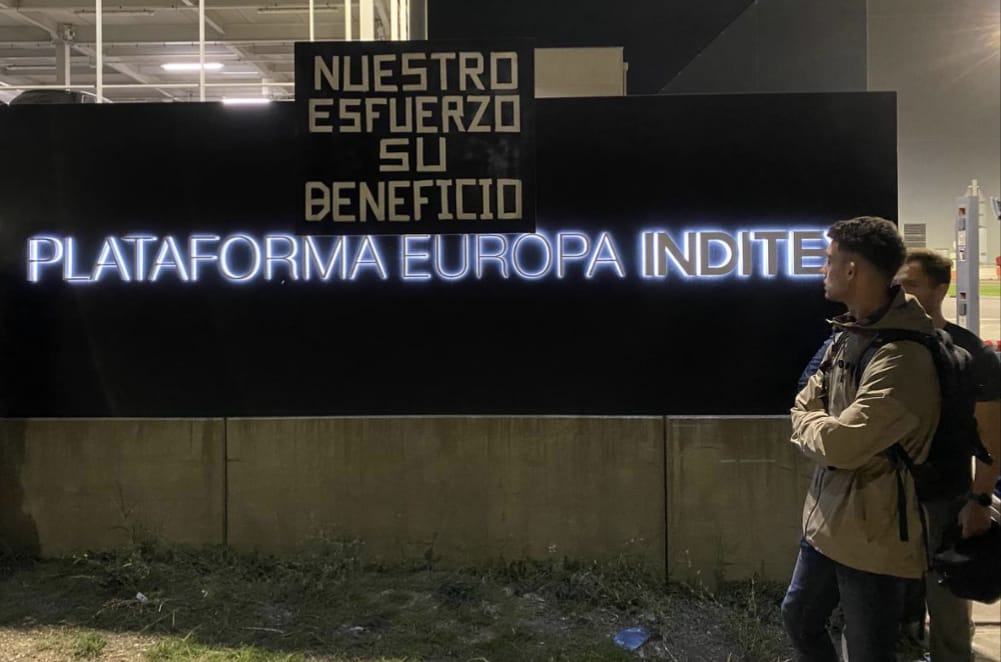 NUESTRO
ESFUERZO
SU
BENEFICIO
PLATAFORMA EUROPA INDITEX